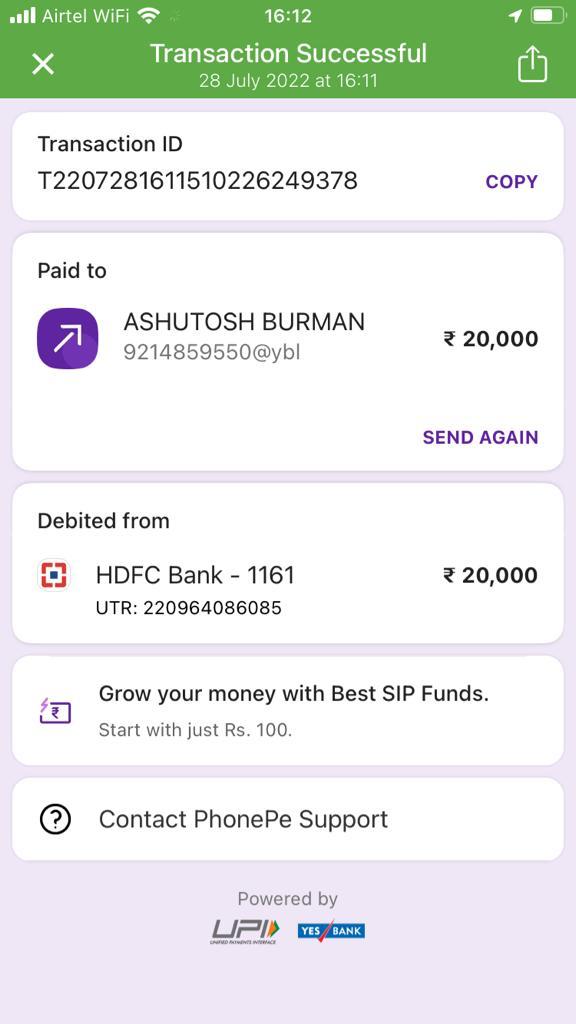 Airtel WiFi 16:12
Transaction Successful
28 July 2022 at 16:11
Transaction ID
T2207281611510226249378 COPY
Paid to
ASHUTOSH BURMAN ₹ 20,000
9214859550@ybl
SEND AGAIN
Debited from
HDFC Bank - 1161 ₹ 20,000
UTR: 220964086085
Grow your money with Best SIP Funds.
Start with just Rs. 100.
Contact PhonePe Support
Powered by
UPI YES BANK
UNIFIED PAYMENTS INTERFACE